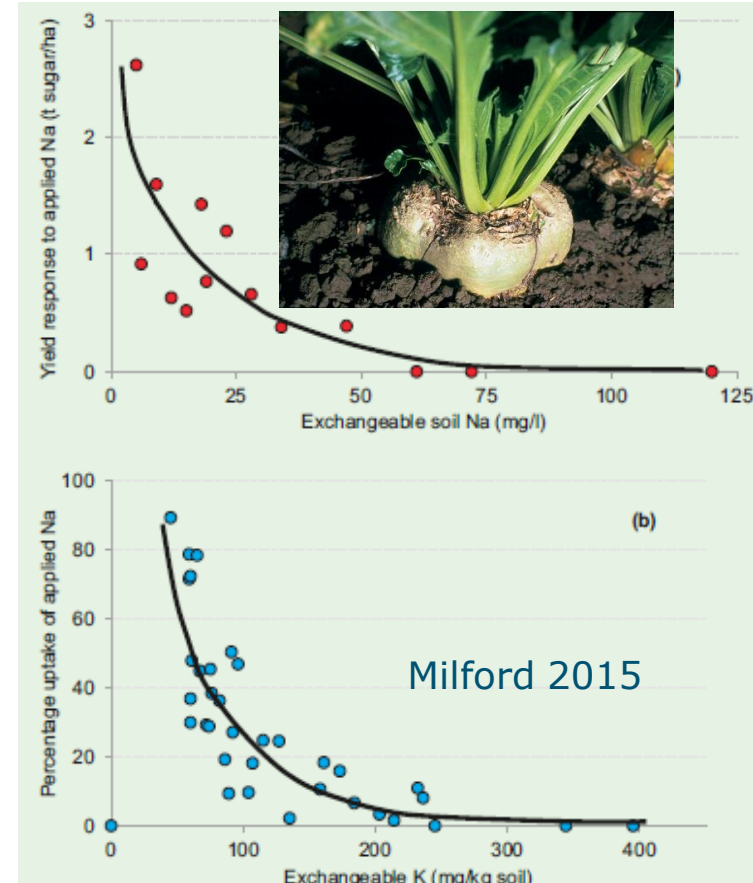 Yield response to applied Na (t sugar/ha)
3
2
1
0
)
0 25 50 75 100 125
Exchangeable soil Na (mg/l)
Percentage uptake of applied Na
100
80
60
40
20
0
(b)
Milford 2015
0 100 200 300 400
Exchangeable K (mg/kg soil)